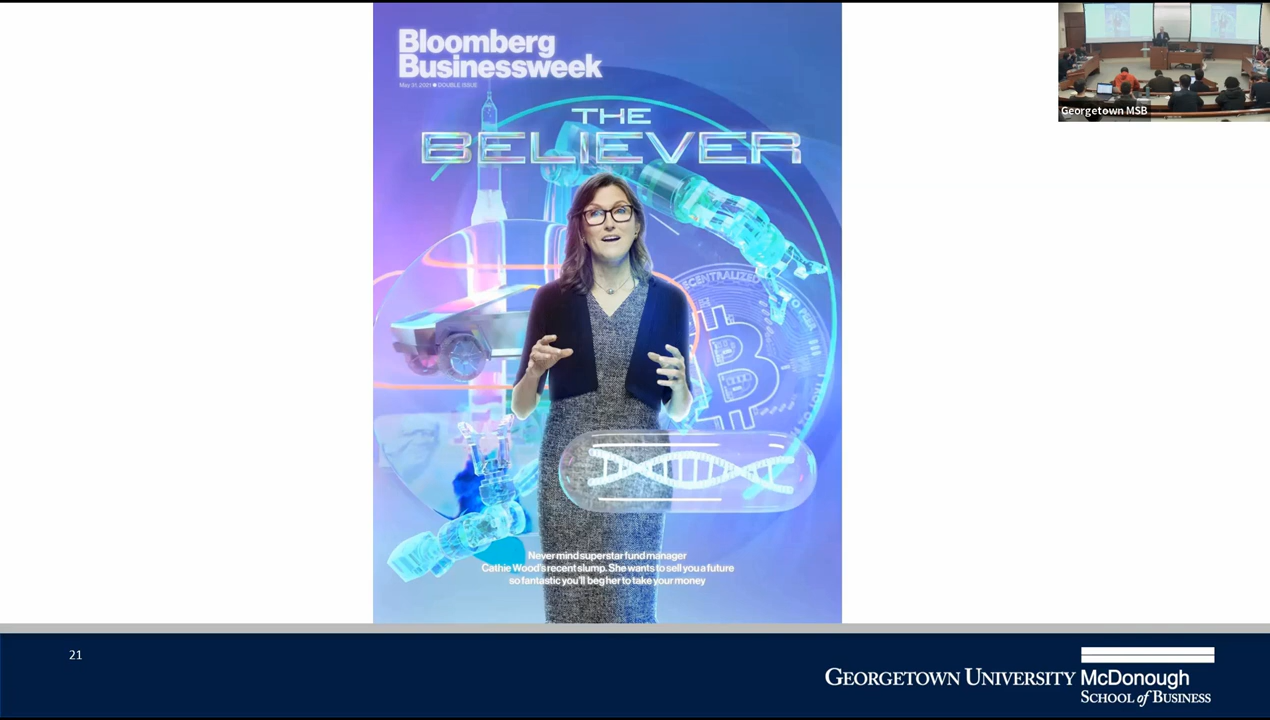 Bloomberg
Businessweek
May 31, 2021 ● DOUBLE ISSUE
THE
BELIEVER
DECENTRALIZED
Never mind superstar fund manager
Cathie Wood's recent slump. She wants to sell you a future
so fantastic you'll beg her to take your money
Georgetown MSB
21
GEORGETOWN UNIVERSITY McDonough
SCHOOL of BUSINESS